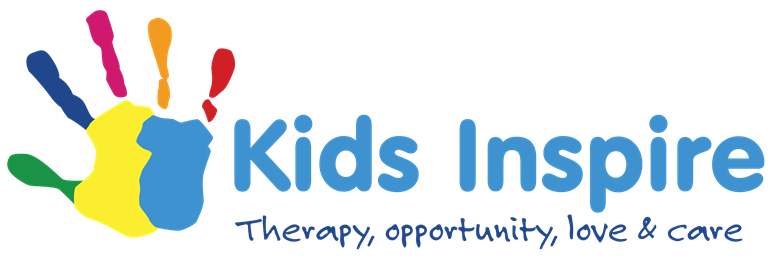 Kids Inspire
Therapy, opportunity, love & care